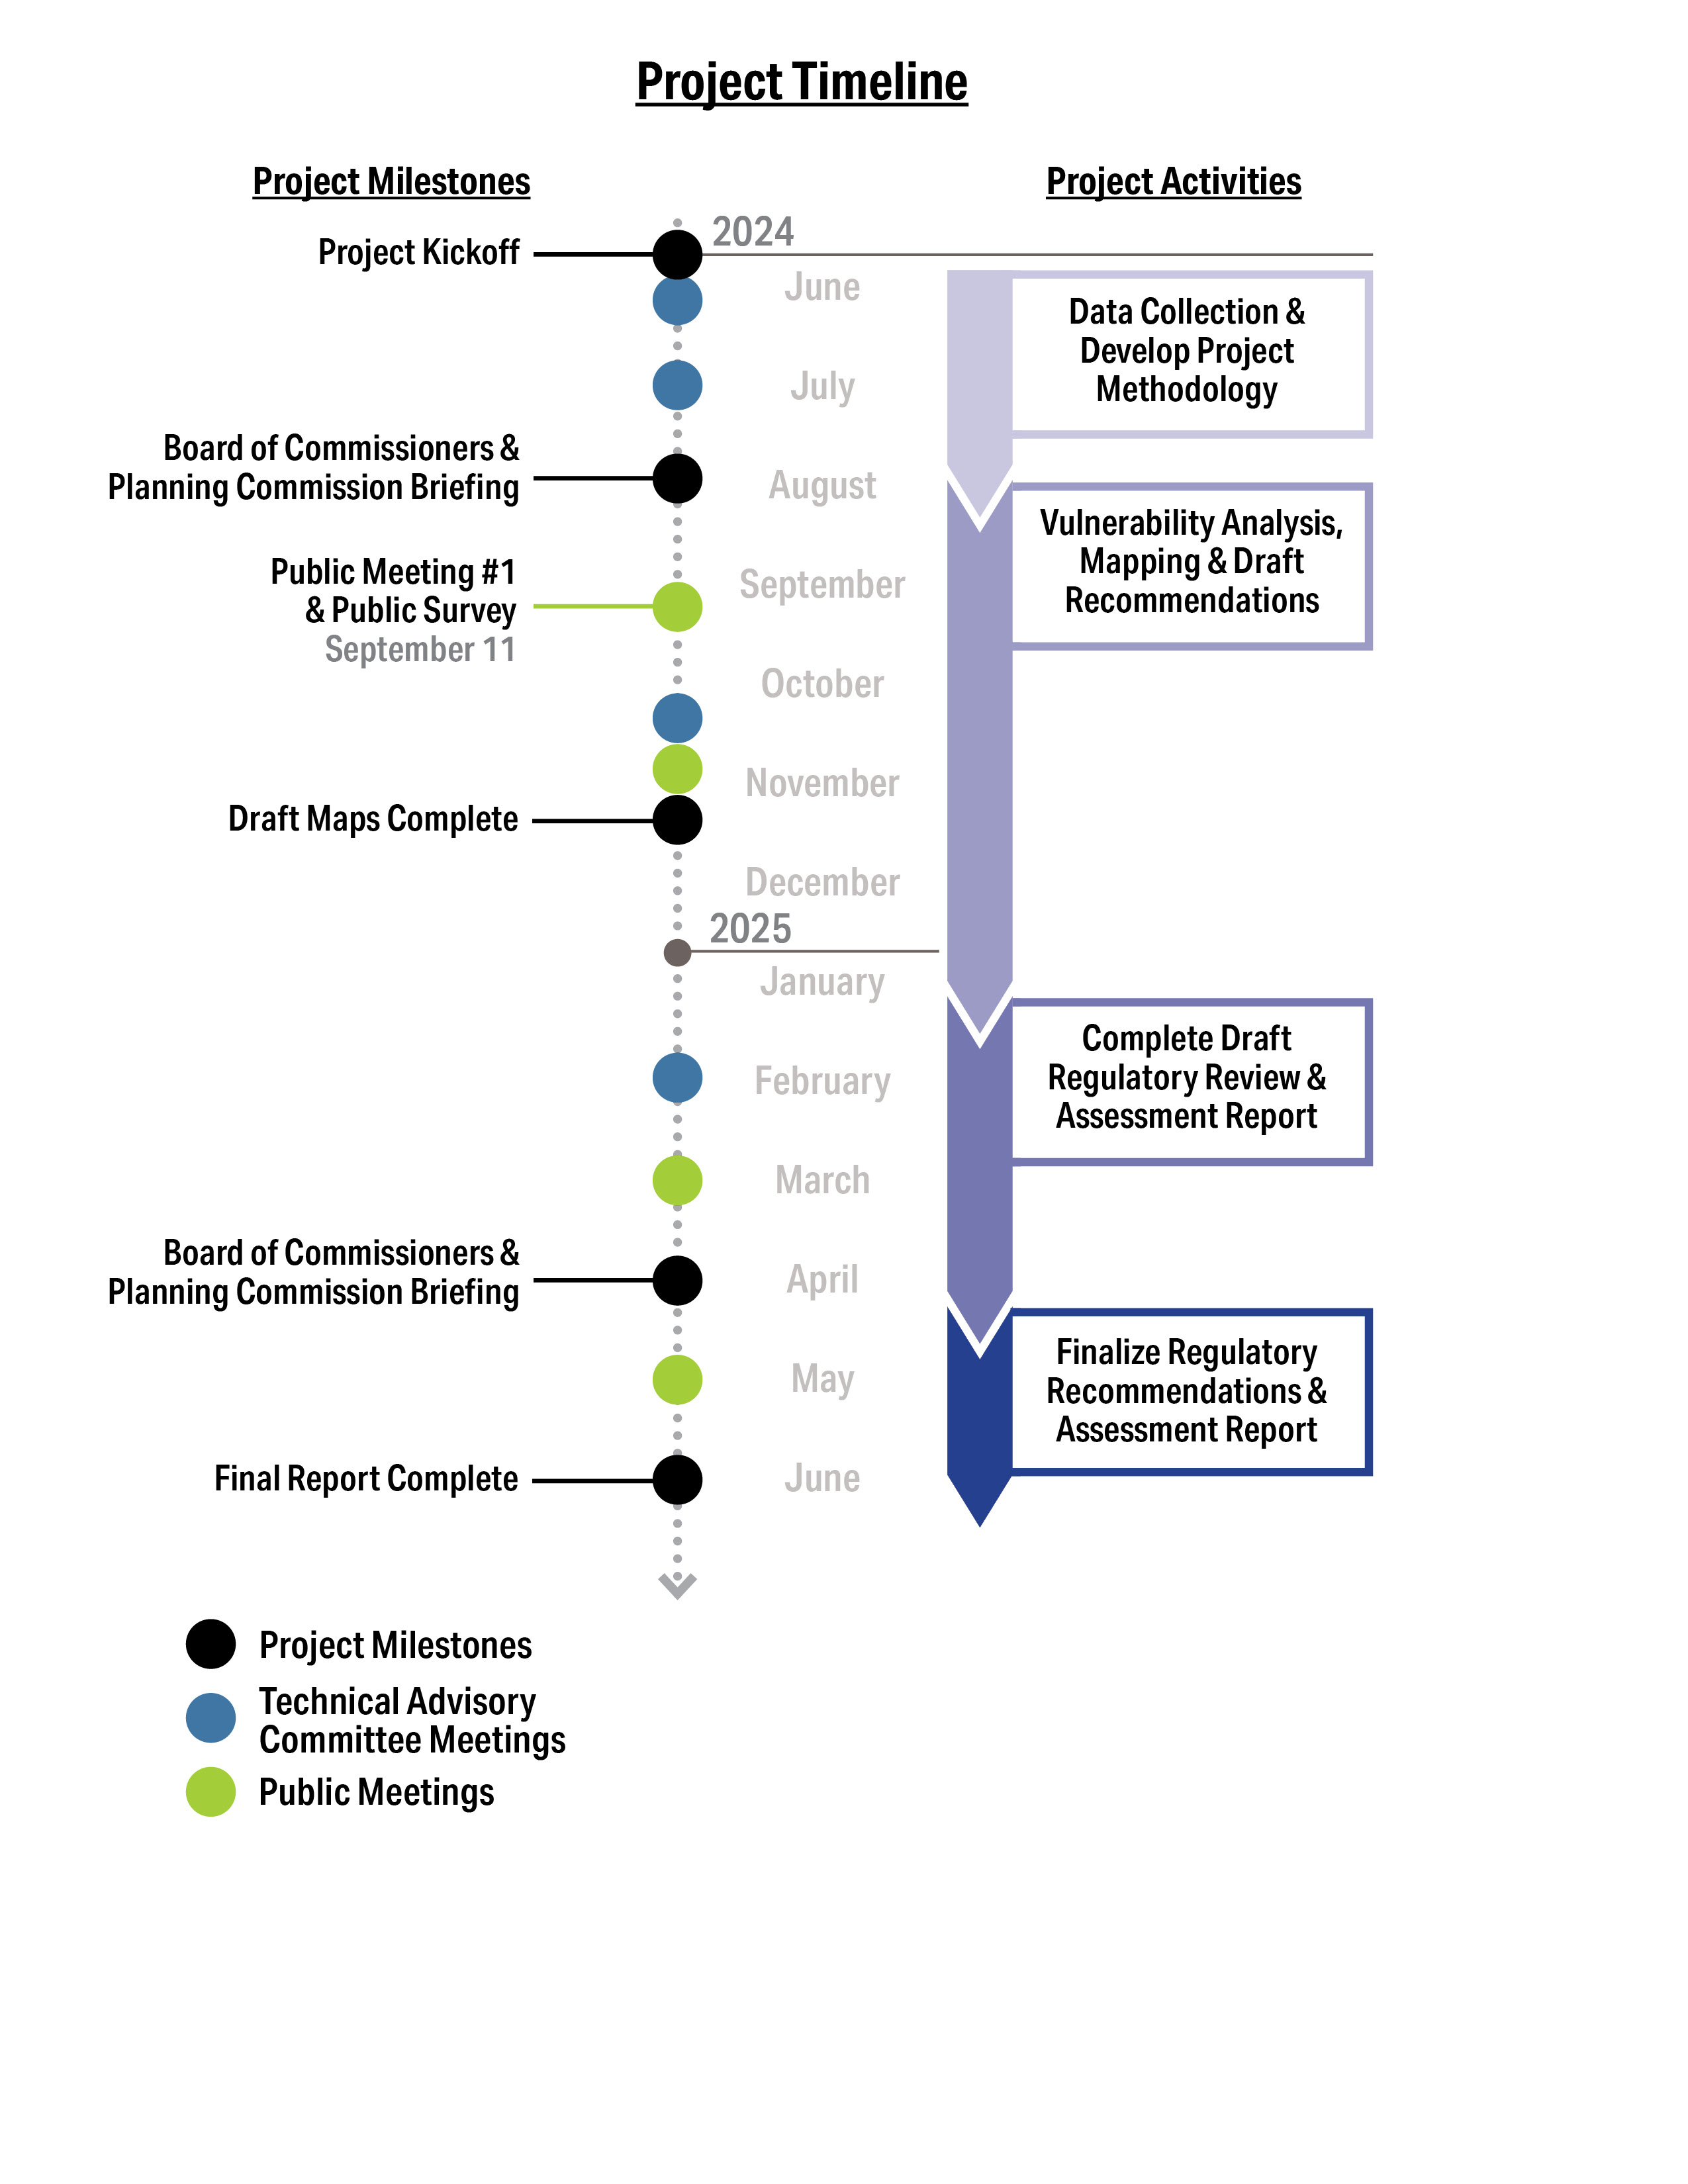 Project Timeline
Project Milestones
Project Activities
2024
Project Kickoff
June
Data Collection &
Develop Project
Methodology
July
Board of Commissioners &
Planning Commission Briefing
August
Vulnerability Analysis,
Mapping & Draft
Recommendations
Public Meeting #1
& Public Survey
September 11
September
October
November
Draft Maps Complete
December
2025
January
Complete Draft
Regulatory Review &
Assessment Report
February
March
Board of Commissioners &
Planning Commission Briefing
April
Finalize Regulatory
Recommendations &
Assessment Report
May
Final Report Complete
June
Project Milestones
Technical Advisory
Committee Meetings
Public Meetings